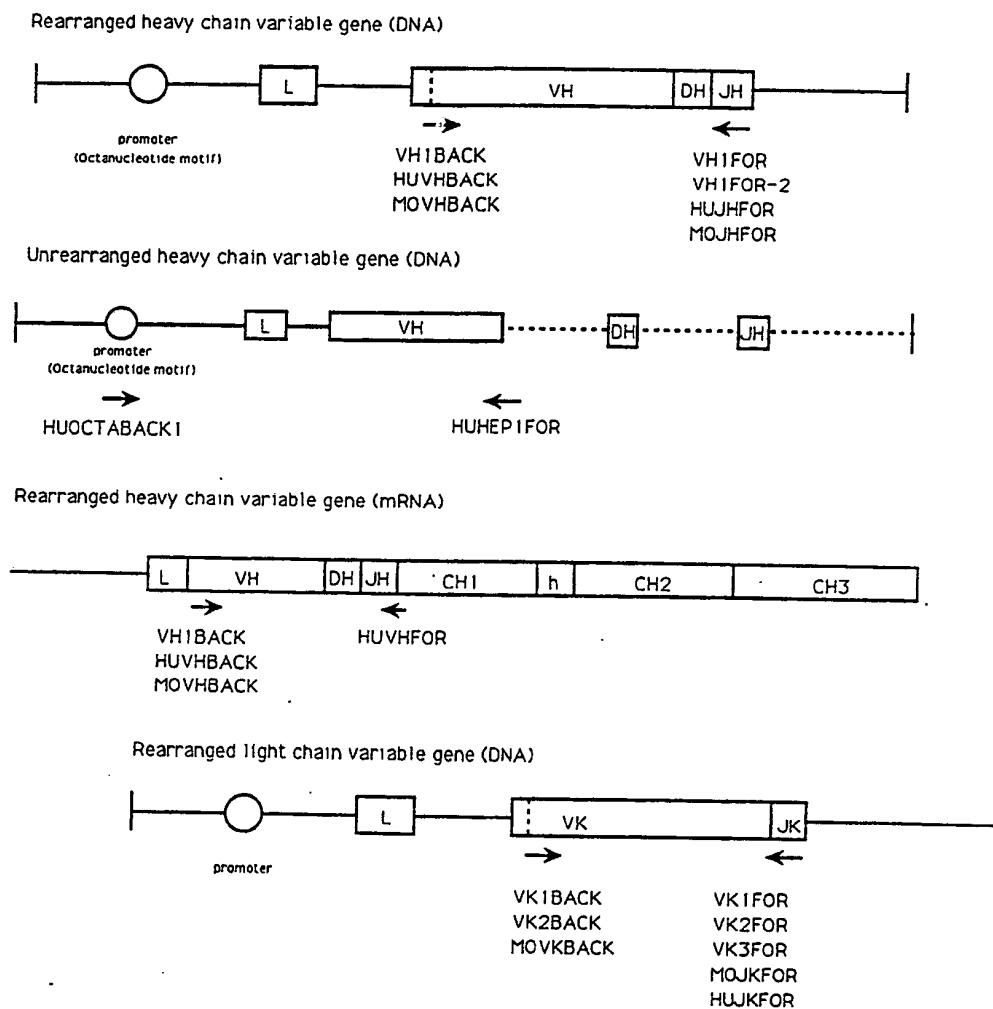 Rearranged heavy chain variable gene (DNA)
L
VH
DH
JH
promoter
(Octanucleotide motif)
VH1BACK
HUVHBACK
MOVHBACK
VH1FOR
VH1FOR-2
HUJHFOR
MOJHFOR
Unrearranged heavy chain variable gene (DNA)
L
VH
DH
JH
promoter
(Octanucleotide motif)
HUOCTABACK1
HUHEP1FOR
Rearranged heavy chain variable gene (mRNA)
L
VH
DH
JH
CH1
h
CH2
CH3
VH1BACK
HUVHBACK
MOVHBACK
HUVHFOR
Rearranged light chain variable gene (DNA)
L
VK
JK
promoter
VK1BACK
VK2BACK
MOVKBACK
VK1FOR
VK2FOR
VK3FOR
MOJKFOR
HUJKFOR